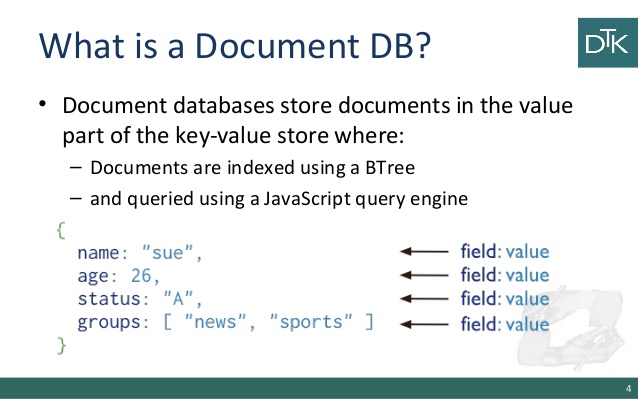 What is a Document DB?
DTK
• Document databases store documents in the value
part of the key-value store where:
– Documents are indexed using a BTree
– and queried using a JavaScript query engine
{
name: "sue", field: value
age: 26, field: value
status: "A", field: value
groups: [ "news", "sports" ] field: value
}
4